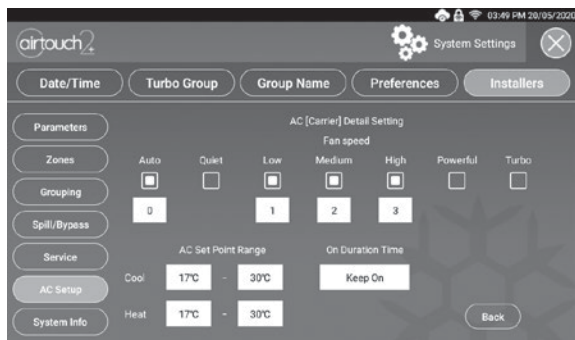 03:49 PM 20/05/2020
airtouch 2+
System Settings
Date/Time
Turbo Group
Group Name
Preferences
Installers
Parameters
Zones
Grouping
Spill/Bypass
Service
AC Setup
System Info
AC [Carrier] Detail Setting
Fan speed
Auto Quiet Low Medium High Powerful Turbo
0 1 2 3
AC Set Point Range On Duration Time
Cool 17°C - 30°C Keep On
Heat 17°C - 30°C
Back